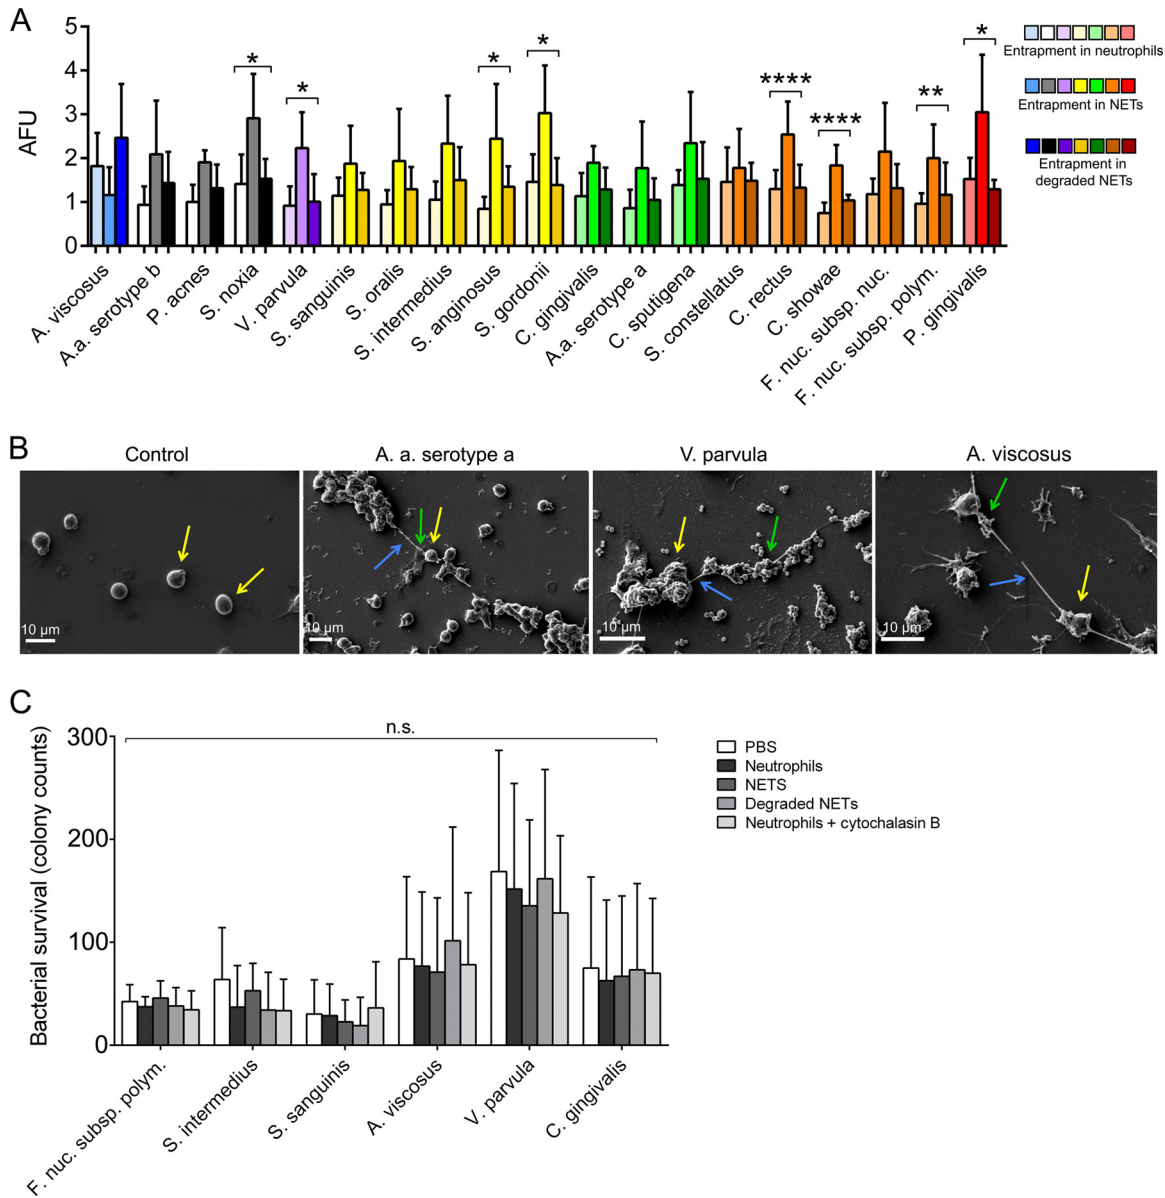 A
AFU
5
4
3
2
1
0
*
*
*
*
****
****
**
*
Entrapment in neutrophils
Entrapment in NETs
Entrapment in
degraded NETs
A. viscosus
A.a. serotype b
P. acnes
S. noxia
V. parvula
S. sanguinis
S. oralis
S. intermedius
S. anginosus
S. gordonii
C. gingivalis
A.a. serotype a
C. sputigena
S. constellatus
C. rectus
C. showae
F. nuc. subsp. nuc.
F. nuc. subsp. polym.
P. gingivalis
B
Control
A. a. serotype a
V. parvula
A. viscosus
10 µm
10 µm
10 µm
10 µm
C
Bacterial survival (colony counts)
300
200
100
0
n.s.
PBS
Neutrophils
NETS
Degraded NETs
Neutrophils + cytochalasin B
F. nuc. subsp. polym.
S. intermedius
S. sanguinis
A. viscosus
V. parvula
C. gingivalis